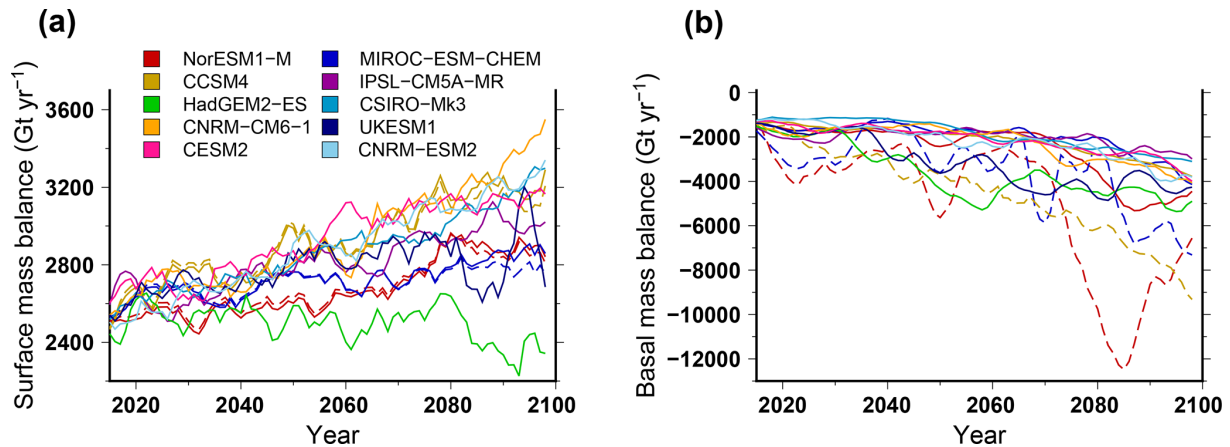 (a)
NorESM1−M
CCSM4
HadGEM2−ES
CNRM−CM6−1
CESM2
MIROC−ESM−CHEM
IPSL−CM5A−MR
CSIRO−Mk3
UKESM1
CNRM−ESM2
Surface mass balance (Gt yr⁻¹)
3600
3200
2800
2400
2020 2040 2060 2080 2100
Year
(b)
Basal mass balance (Gt yr⁻¹)
0
−2000
−4000
−6000
−8000
−10000
−12000
2020 2040 2060 2080 2100
Year